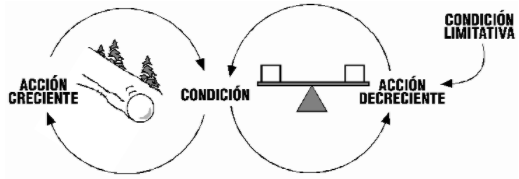 CONDICIÓN
LIMITATIVA
ACCIÓN
CRECIENTE
CONDICIÓN
ACCIÓN
DECRECIENTE